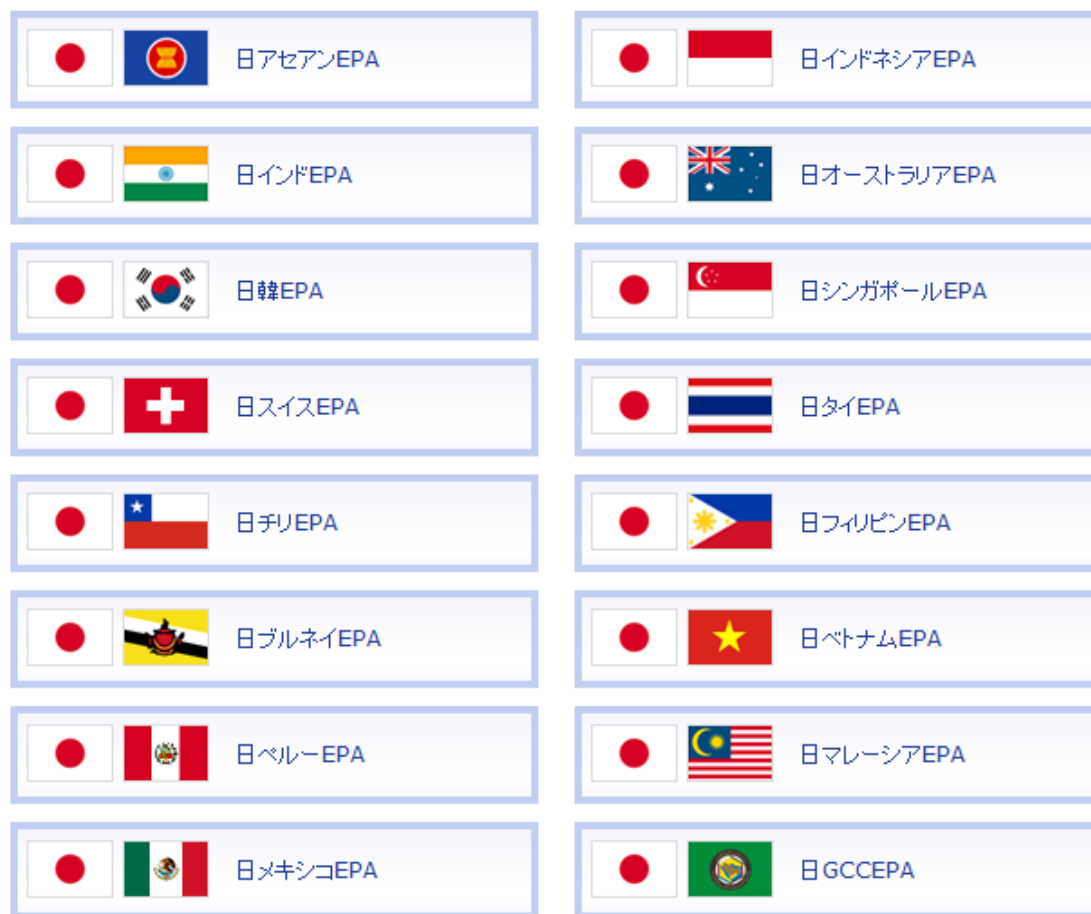 日アセアンEPA
日インドネシアEPA
日インドEPA
日オーストラリアEPA
日韓EPA
日シンガポールEPA
日スイスEPA
日タイEPA
日チリEPA
日フィリピンEPA
日ブルネイEPA
日ベトナムEPA
日ペルーEPA
日マレーシアEPA
日メキシコEPA
日GCCEPA